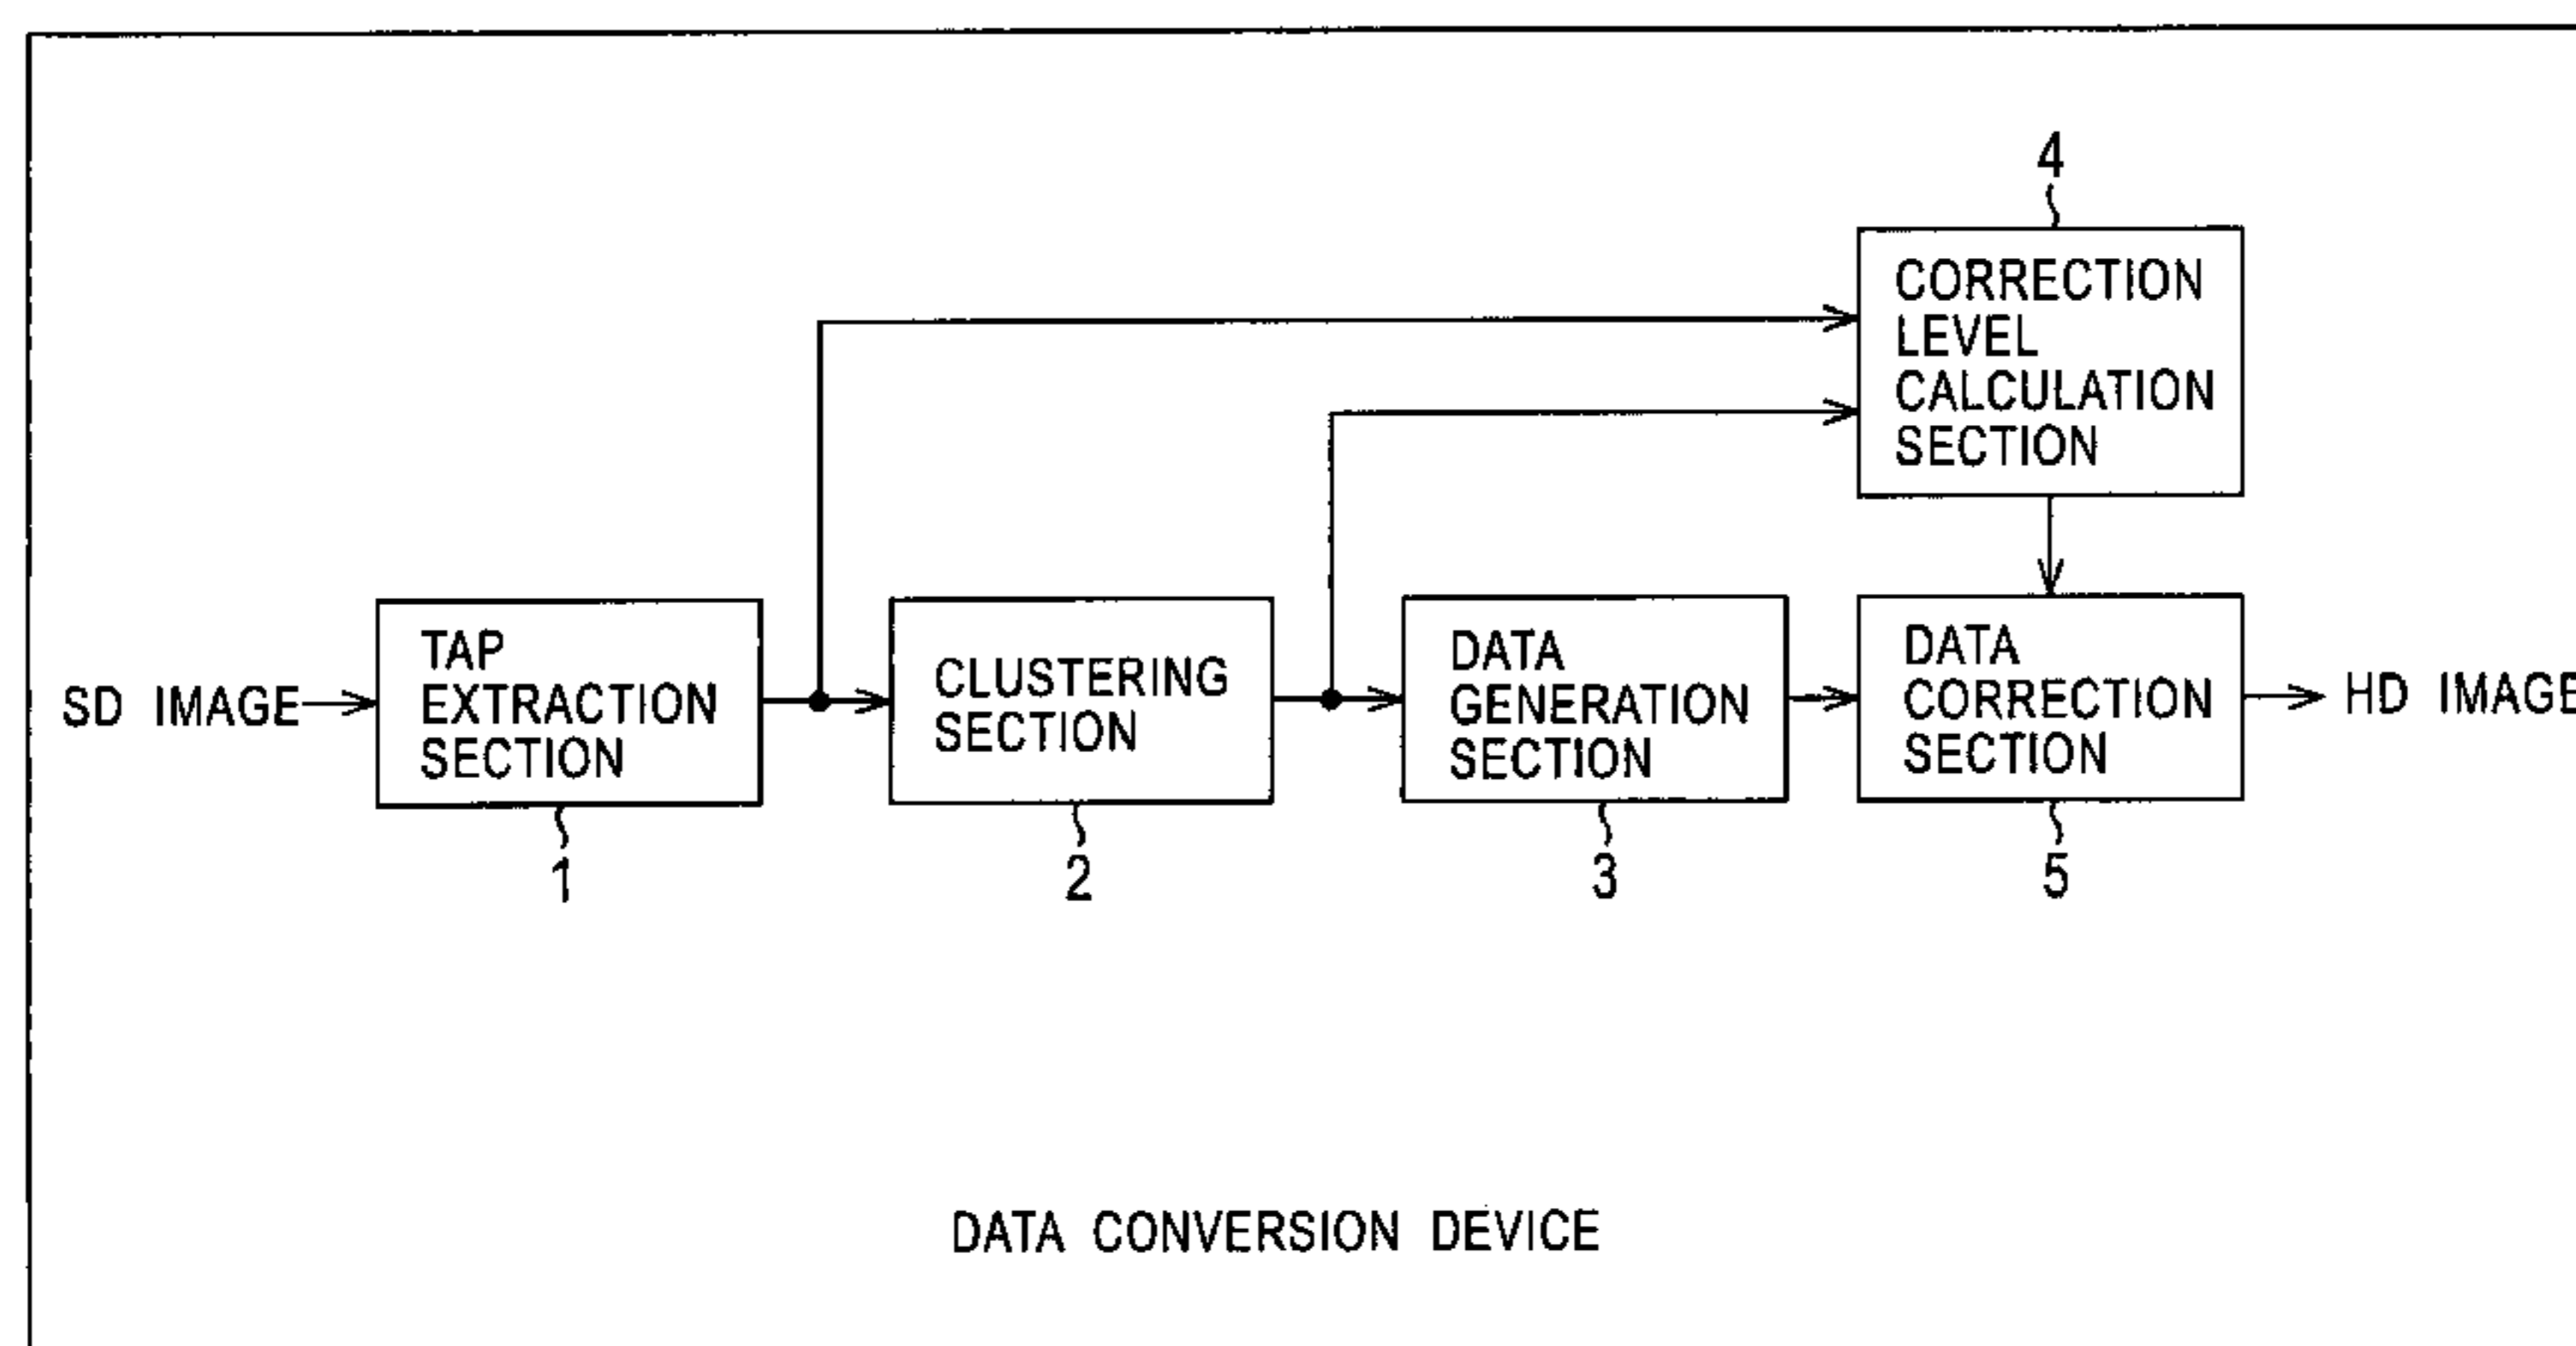 4
CORRECTION
LEVEL
CALCULATION
SECTION
SD IMAGE
TAP
EXTRACTION
SECTION
CLUSTERING
SECTION
DATA
GENERATION
SECTION
DATA
CORRECTION
SECTION
HD IMAGE
1
2
3
5
DATA CONVERSION DEVICE